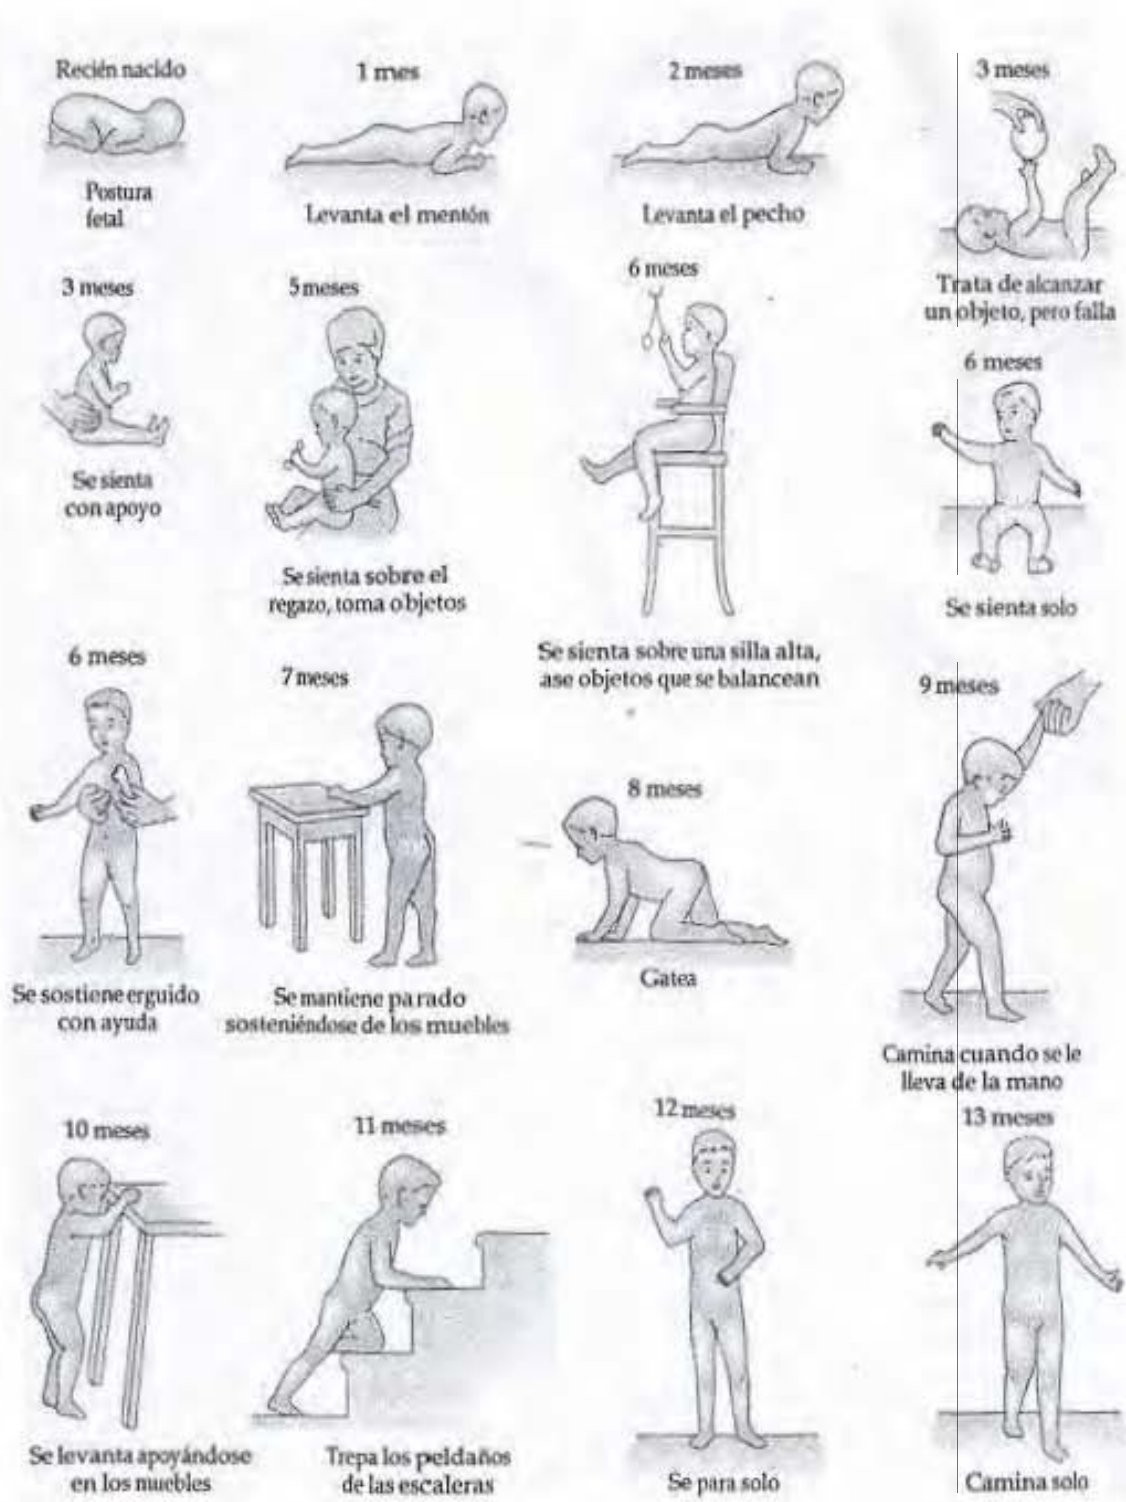 Recién nacido
Postura
fetal
1 mes
Levanta el mentón
2 meses
Levanta el pecho
3 meses
Trata de alcanzar
un objeto, pero falla
3 meses
Se sienta
con apoyo
5 meses
Se sienta sobre el
regazo, toma objetos
6 meses
Se sienta sobre una silla alta,
ase objetos que se balancean
6 meses
Se sienta solo
6 meses
Se sostiene erguido
con ayuda
7 meses
Se mantiene parado
sosteniéndose de los muebles
8 meses
Gatea
9 meses
Camina cuando se le
lleva de la mano
10 meses
Se levanta apoyándose
en los muebles
11 meses
Trepa los peldaños
de las escaleras
12 meses
Se para solo
13 meses
Camina solo